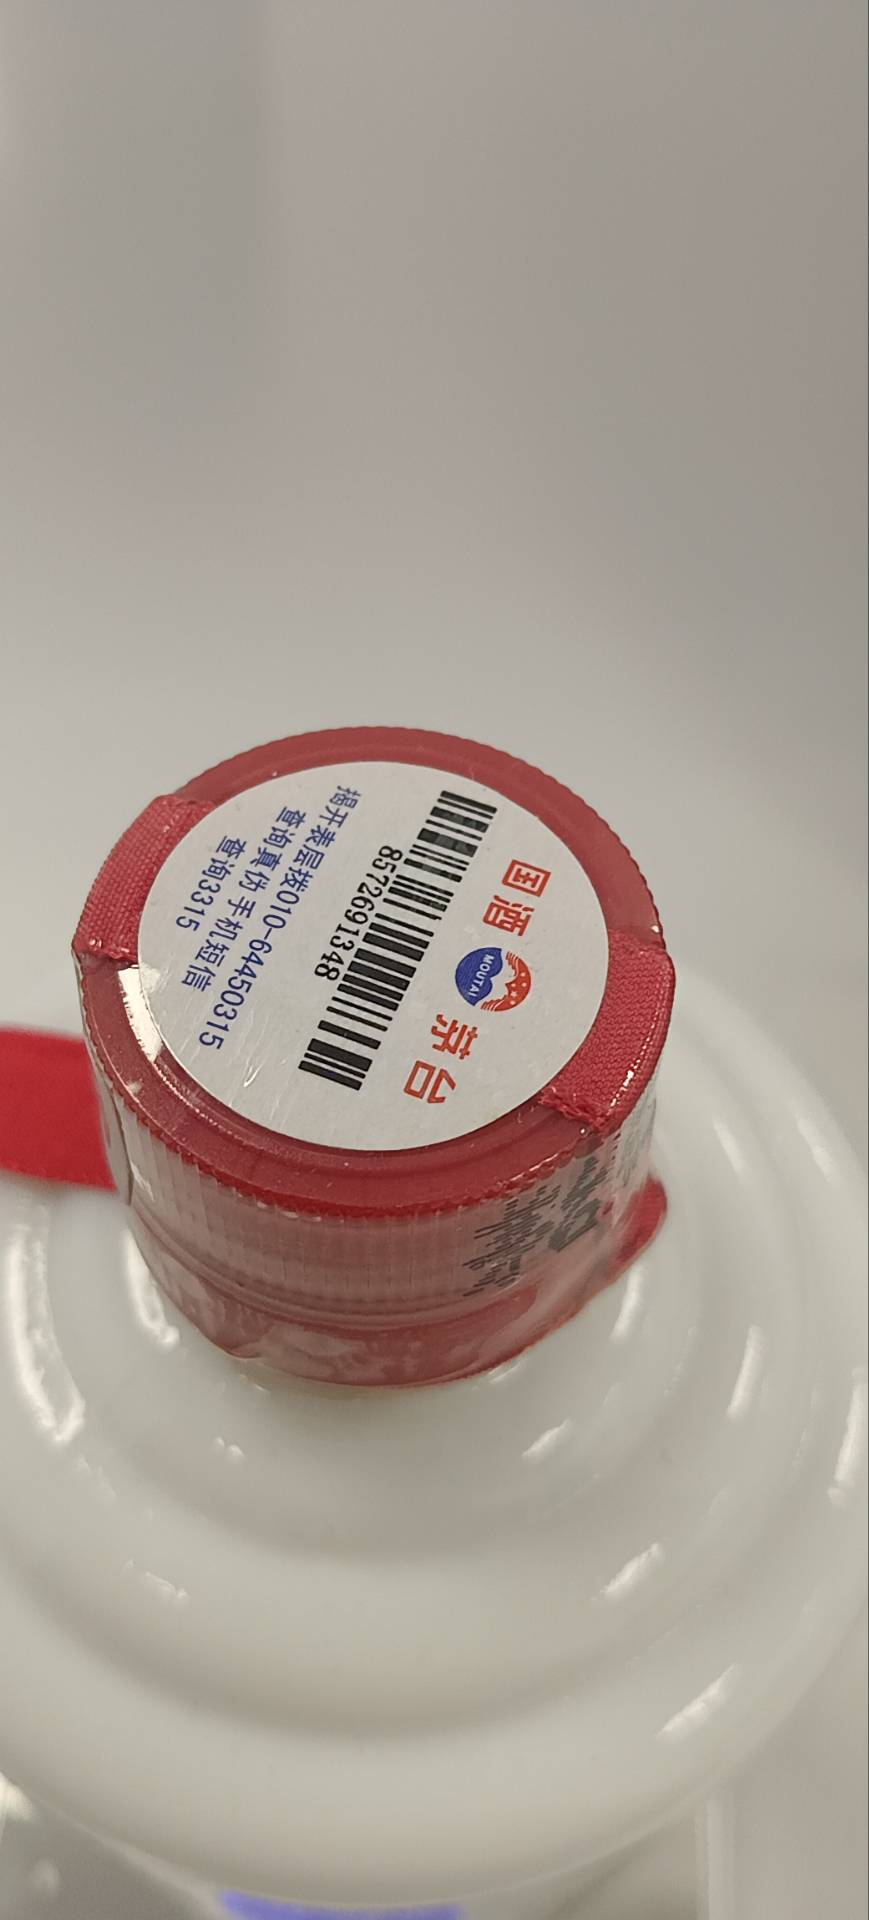 国酒 茅台
MOUTAI
8572691348
揭开表层拨010-64450315
查询真伪 手机短信
查询3315